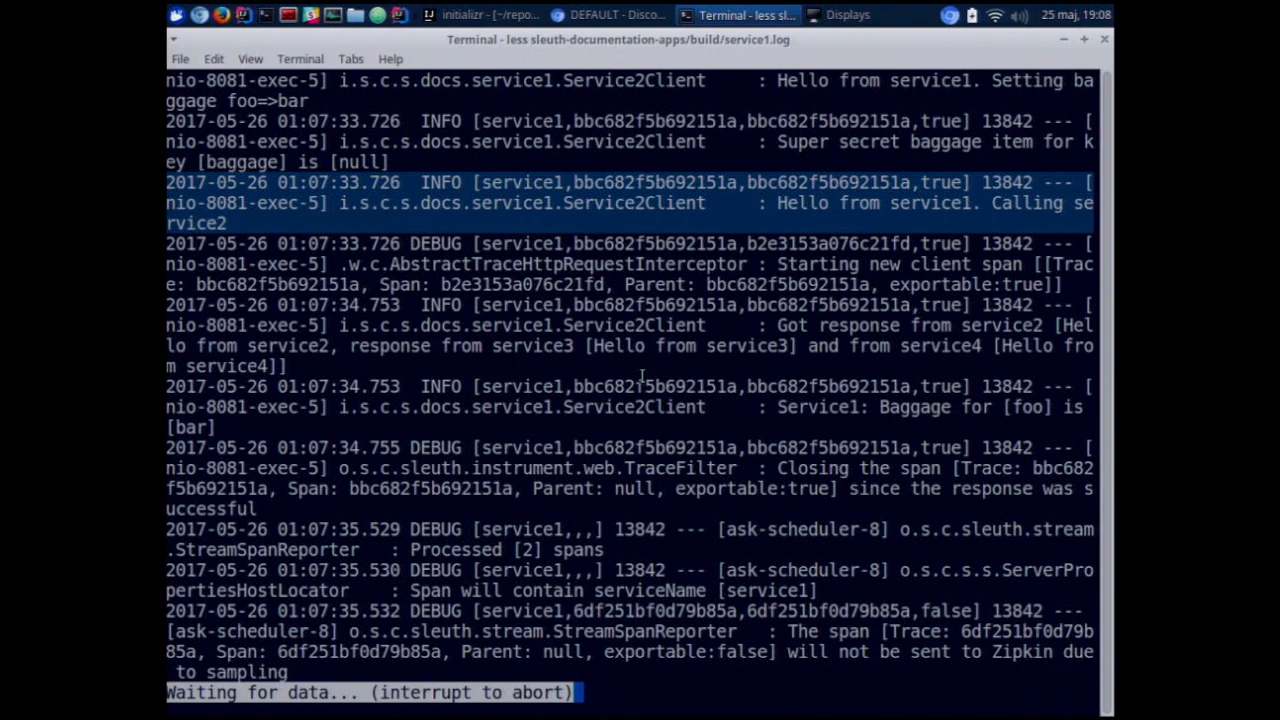 initializr - [~/repo...
DEFAULT - Disco...
Terminal - less sl...
Displays
25 maj, 19:08
Terminal - less sleuth-documentation-apps/build/service1.log
File Edit View Terminal Tabs Help
nio-8081-exec-5] i.s.c.s.docs.service1.Service2Client     : Hello from service1. Setting ba
ggage foo=>bar
2017-05-26 01:07:33.726  INFO [service1,bbc682f5b692151a,bbc682f5b692151a,true] 13842 --- [
nio-8081-exec-5] i.s.c.s.docs.service1.Service2Client     : Super secret baggage item for k
ey [baggage] is [null]
2017-05-26 01:07:33.726  INFO [service1,bbc682f5b692151a,bbc682f5b692151a,true] 13842 --- [
nio-8081-exec-5] i.s.c.s.docs.service1.Service2Client     : Hello from service1. Calling se
rvice2
2017-05-26 01:07:33.726 DEBUG [service1,bbc682f5b692151a,b2e3153a076c21fd,true] 13842 --- [
nio-8081-exec-5] .w.c.AbstractTraceHttpRequestInterceptor : Starting new client span [[Trac
e: bbc682f5b692151a, Span: b2e3153a076c21fd, Parent: bbc682f5b692151a, exportable:true]]
2017-05-26 01:07:34.753  INFO [service1,bbc682f5b692151a,bbc682f5b692151a,true] 13842 --- [
nio-8081-exec-5] i.s.c.s.docs.service1.Service2Client     : Got response from service2 [Hel
lo from service2, response from service3 [Hello from service3] and from service4 [Hello fro
m service4]]
2017-05-26 01:07:34.753  INFO [service1,bbc682f5b692151a,bbc682f5b692151a,true] 13842 --- [
nio-8081-exec-5] i.s.c.s.docs.service1.Service2Client     : Service1: Baggage for [foo] is
[bar]
2017-05-26 01:07:34.755 DEBUG [service1,bbc682f5b692151a,bbc682f5b692151a,true] 13842 --- [
nio-8081-exec-5] o.s.c.sleuth.instrument.web.TraceFilter  : Closing the span [Trace: bbc682
f5b692151a, Span: bbc682f5b692151a, Parent: null, exportable:true] since the response was s
uccessful
2017-05-26 01:07:35.529 DEBUG [service1,,,] 13842 --- [ask-scheduler-8] o.s.c.sleuth.stream
.StreamSpanReporter   : Processed [2] spans
2017-05-26 01:07:35.530 DEBUG [service1,,,] 13842 --- [ask-scheduler-8] o.s.c.s.s.ServerPro
pertiesHostLocator    : Span will contain serviceName [service1]
2017-05-26 01:07:35.532 DEBUG [service1,6df251bf0d79b85a,6df251bf0d79b85a,false] 13842 ---
[ask-scheduler-8] o.s.c.sleuth.stream.StreamSpanReporter   : The span [Trace: 6df251bf0d79b
85a, Span: 6df251bf0d79b85a, Parent: null, exportable:false] will not be sent to Zipkin due
 to sampling
Waiting for data... (interrupt to abort)